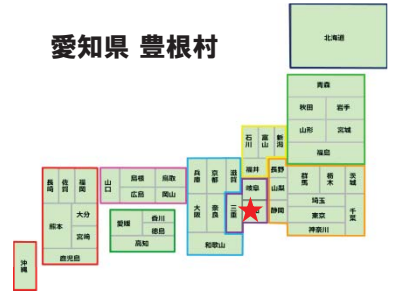 愛知県 豊根村
北海道
青森
秋田 岩手
山形 宮城
福島
石川 富山 新潟
福井 長野
岐阜 山梨
静岡
群馬 栃木 茨城
埼玉
東京
神奈川
千葉
兵庫 京都 滋賀
大阪 奈良 三重
和歌山
山口 島根 鳥取
広島 岡山
愛媛 香川
徳島
高知
長崎 佐賀 福岡
熊本 大分
宮崎
鹿児島
沖縄